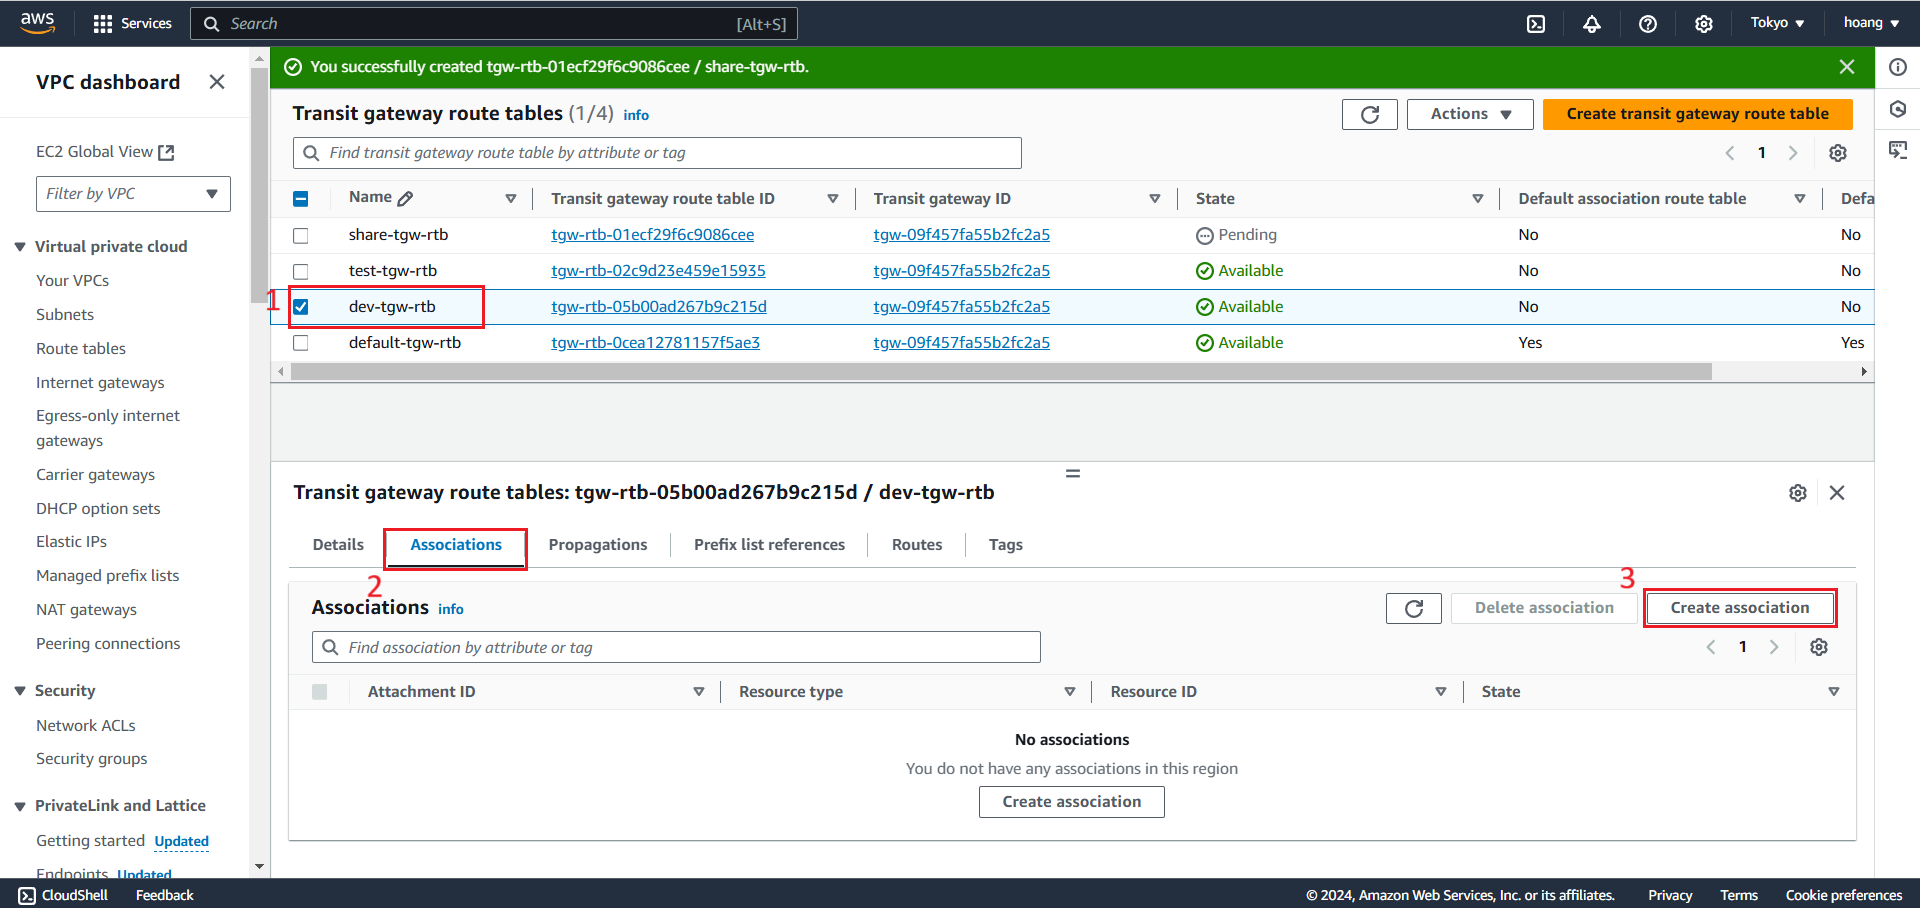 aws
Services
Search
[Alt+S]
Tokyo
hoang
VPC dashboard
EC2 Global View
Filter by VPC
Virtual private cloud
Your VPCs
Subnets
Route tables
Internet gateways
Egress-only internet
gateways
Carrier gateways
DHCP option sets
Elastic IPs
Managed prefix lists
NAT gateways
Peering connections
Security
Network ACLs
Security groups
PrivateLink and Lattice
Getting started Updated
Endpoints Updated
You successfully created tgw-rtb-01ecf29f6c9086cee / share-tgw-rtb.
Transit gateway route tables (1/4) info
Actions
Create transit gateway route table
Find transit gateway route table by attribute or tag
1
Name Transit gateway route table ID Transit gateway ID State Default association route table Defa
share-tgw-rtb tgw-rtb-01ecf29f6c9086cee tgw-09f457fa55b2fc2a5 Pending No No
test-tgw-rtb tgw-rtb-02c9d23e459e15935 tgw-09f457fa55b2fc2a5 Available No No
1 dev-tgw-rtb tgw-rtb-05b00ad267b9c215d tgw-09f457fa55b2fc2a5 Available No No
default-tgw-rtb tgw-rtb-0cea12781157f5ae3 tgw-09f457fa55b2fc2a5 Available Yes Yes
Transit gateway route tables: tgw-rtb-05b00ad267b9c215d / dev-tgw-rtb
Details Associations Propagations Prefix list references Routes Tags
2
3
Associations info
Delete association
Create association
Find association by attribute or tag
1
Attachment ID Resource type Resource ID State
No associations
You do not have any associations in this region
Create association
CloudShell Feedback © 2024, Amazon Web Services, Inc. or its affiliates. Privacy Terms Cookie preferences